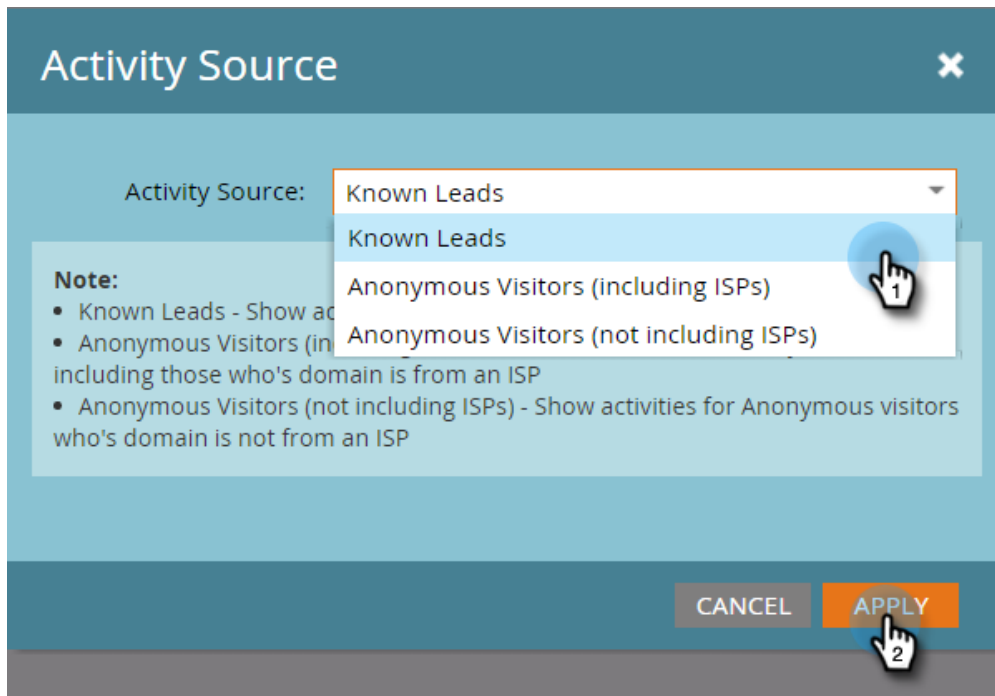 Activity Source
Activity Source:
Known Leads
Known Leads
Anonymous Visitors (including ISPs)
Anonymous Visitors (not including ISPs)
Note:
• Known Leads - Show
• Anonymous Visitors
including those who's domain is from an ISP
• Anonymous Visitors (not including ISPs) - Show activities for Anonymous visitors
who's domain is not from an ISP
1
CANCEL
APPLY
2